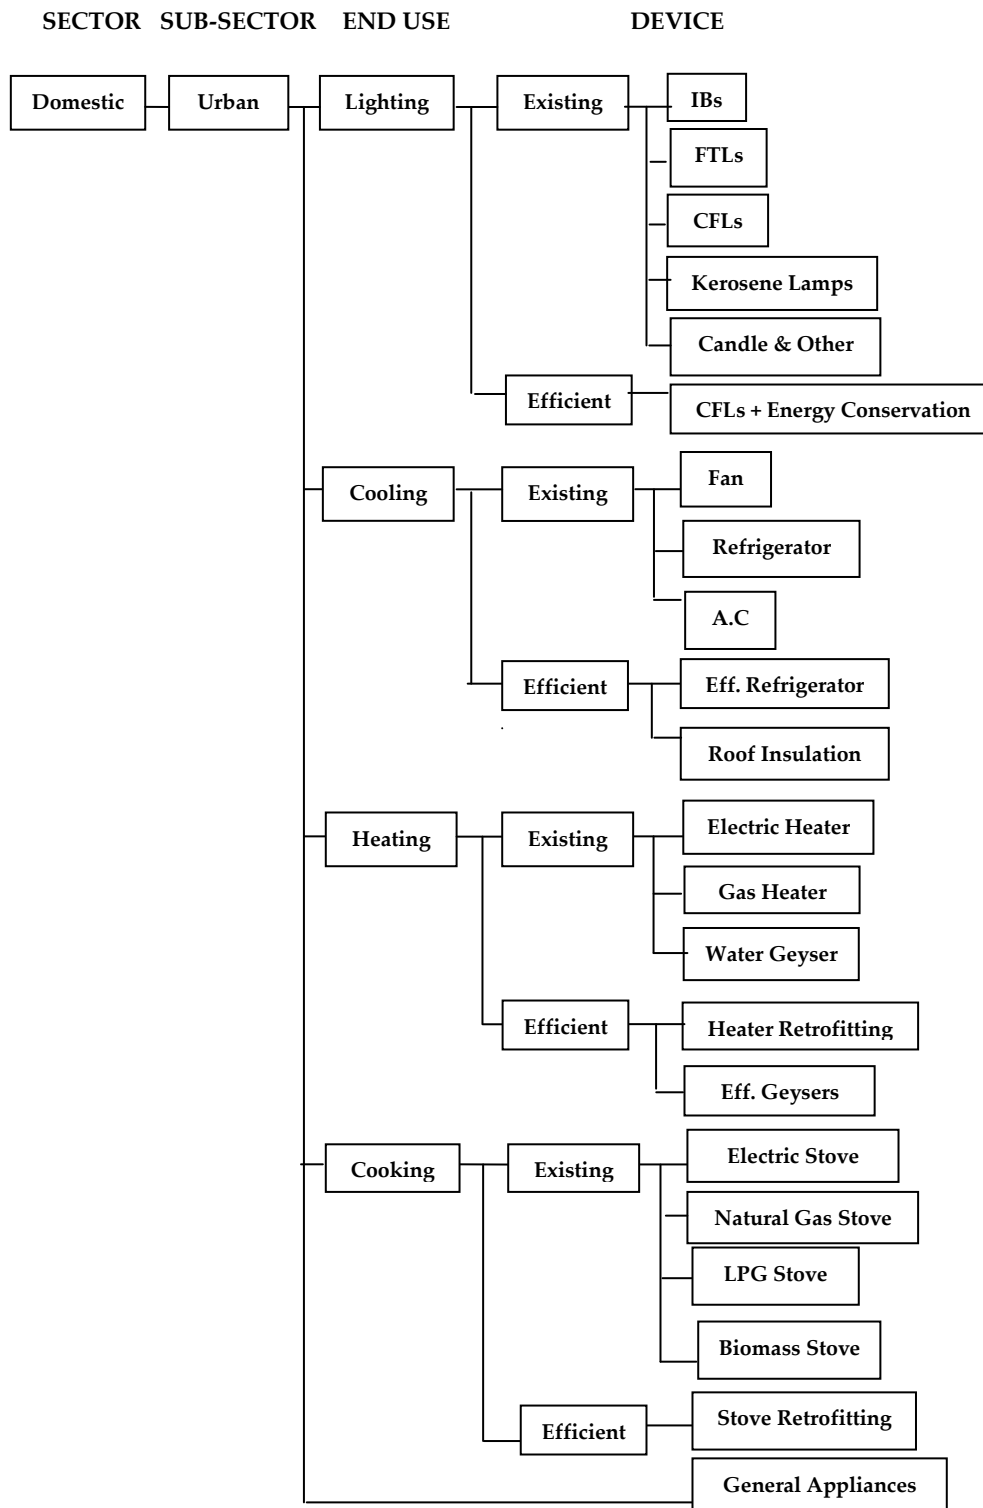 SECTOR SUB-SECTOR END USE DEVICE
Domestic Urban Lighting Existing IBs
FTLs
CFLs
Kerosene Lamps
Candle & Other
Efficient CFLs + Energy Conservation
Cooling Existing Fan
Refrigerator
A.C
Efficient Eff. Refrigerator
Roof Insulation
Heating Existing Electric Heater
Gas Heater
Water Geyser
Efficient Heater Retrofitting
Eff. Geysers
Cooking Existing Electric Stove
Natural Gas Stove
LPG Stove
Biomass Stove
Efficient Stove Retrofitting
General Appliances